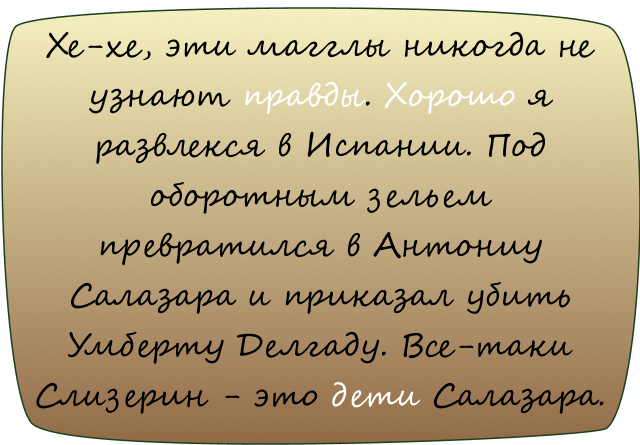 Хе-хе, эти магглы никогда не
узнают правды. Хорошо я
развлекся в Испании. Под
оборотным зельем
превратился в Антониу
Салазара и приказал убить
Умберту Делгаду. Все-таки
Слизерин - это дети Салазара.